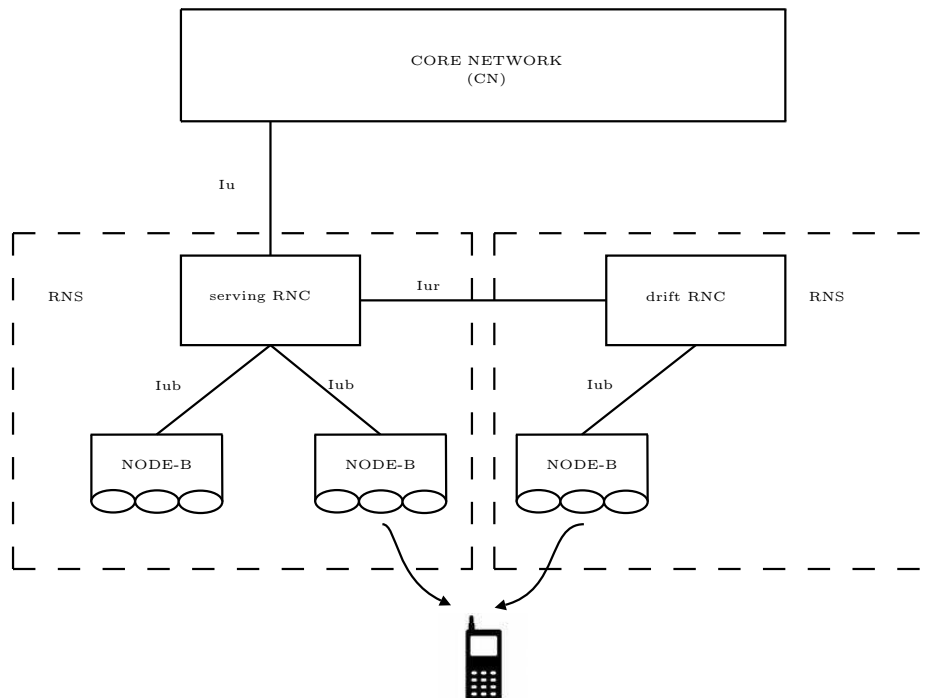 CORE NETWORK
(CN)
Iu
Iur
RNS
serving RNC
drift RNC
RNS
Iub
Iub
Iub
NODE-B
NODE-B
NODE-B